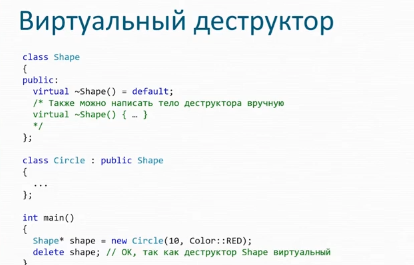 Виртуальный деструктор
class Shape
{
public:
  virtual ~Shape() = default;
  /* Также можно написать тело деструктора вручную
  virtual ~Shape() { … }
  */
};
class Circle : public Shape
{
  ...
};
int main()
{
  Shape* shape = new Circle(10, Color::RED);
  delete shape; // OK, так как деструктор Shape виртуальный
}